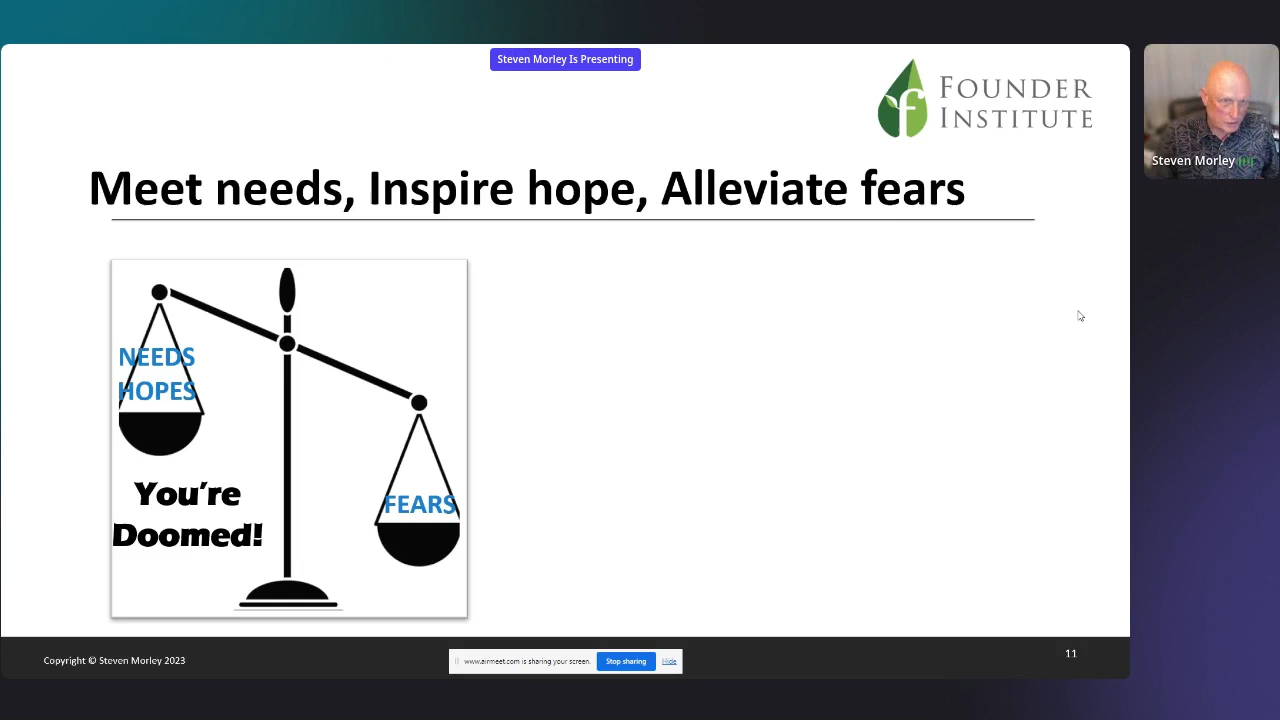 Steven Morley Is Presenting
FOUNDER
INSTITUTE
Steven Morley
Meet needs, Inspire hope, Alleviate fears
NEEDS
HOPES
FEARS
You're
Doomed!
Copyright © Steven Morley 2023
www.airmeet.com is sharing your screen.
Stop sharing
Hide
11